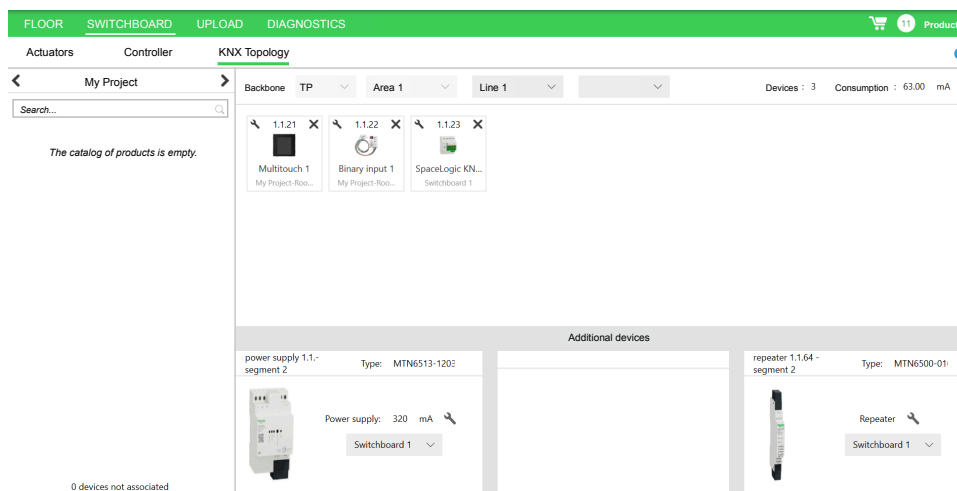 FLOOR SWITCHBOARD UPLOAD DIAGNOSTICS 11 Product
Actuators Controller KNX Topology
My Project
Search...
The catalog of products is empty.
0 devices not associated
Backbone TP Area 1 Line 1 Devices : 3 Consumption : 63.00 mA
1.1.21 1.1.22 1.1.23
Multitouch 1 Binary input 1 SpaceLogic KN...
My Project-Roo... My Project-Roo... Switchboard 1
Additional devices
power supply 1.1.- segment 2 Type: MTN6513-1203
Power supply: 320 mA
Switchboard 1
repeater 1.1.64 - segment 2 Type: MTN6500-01
Repeater
Switchboard 1